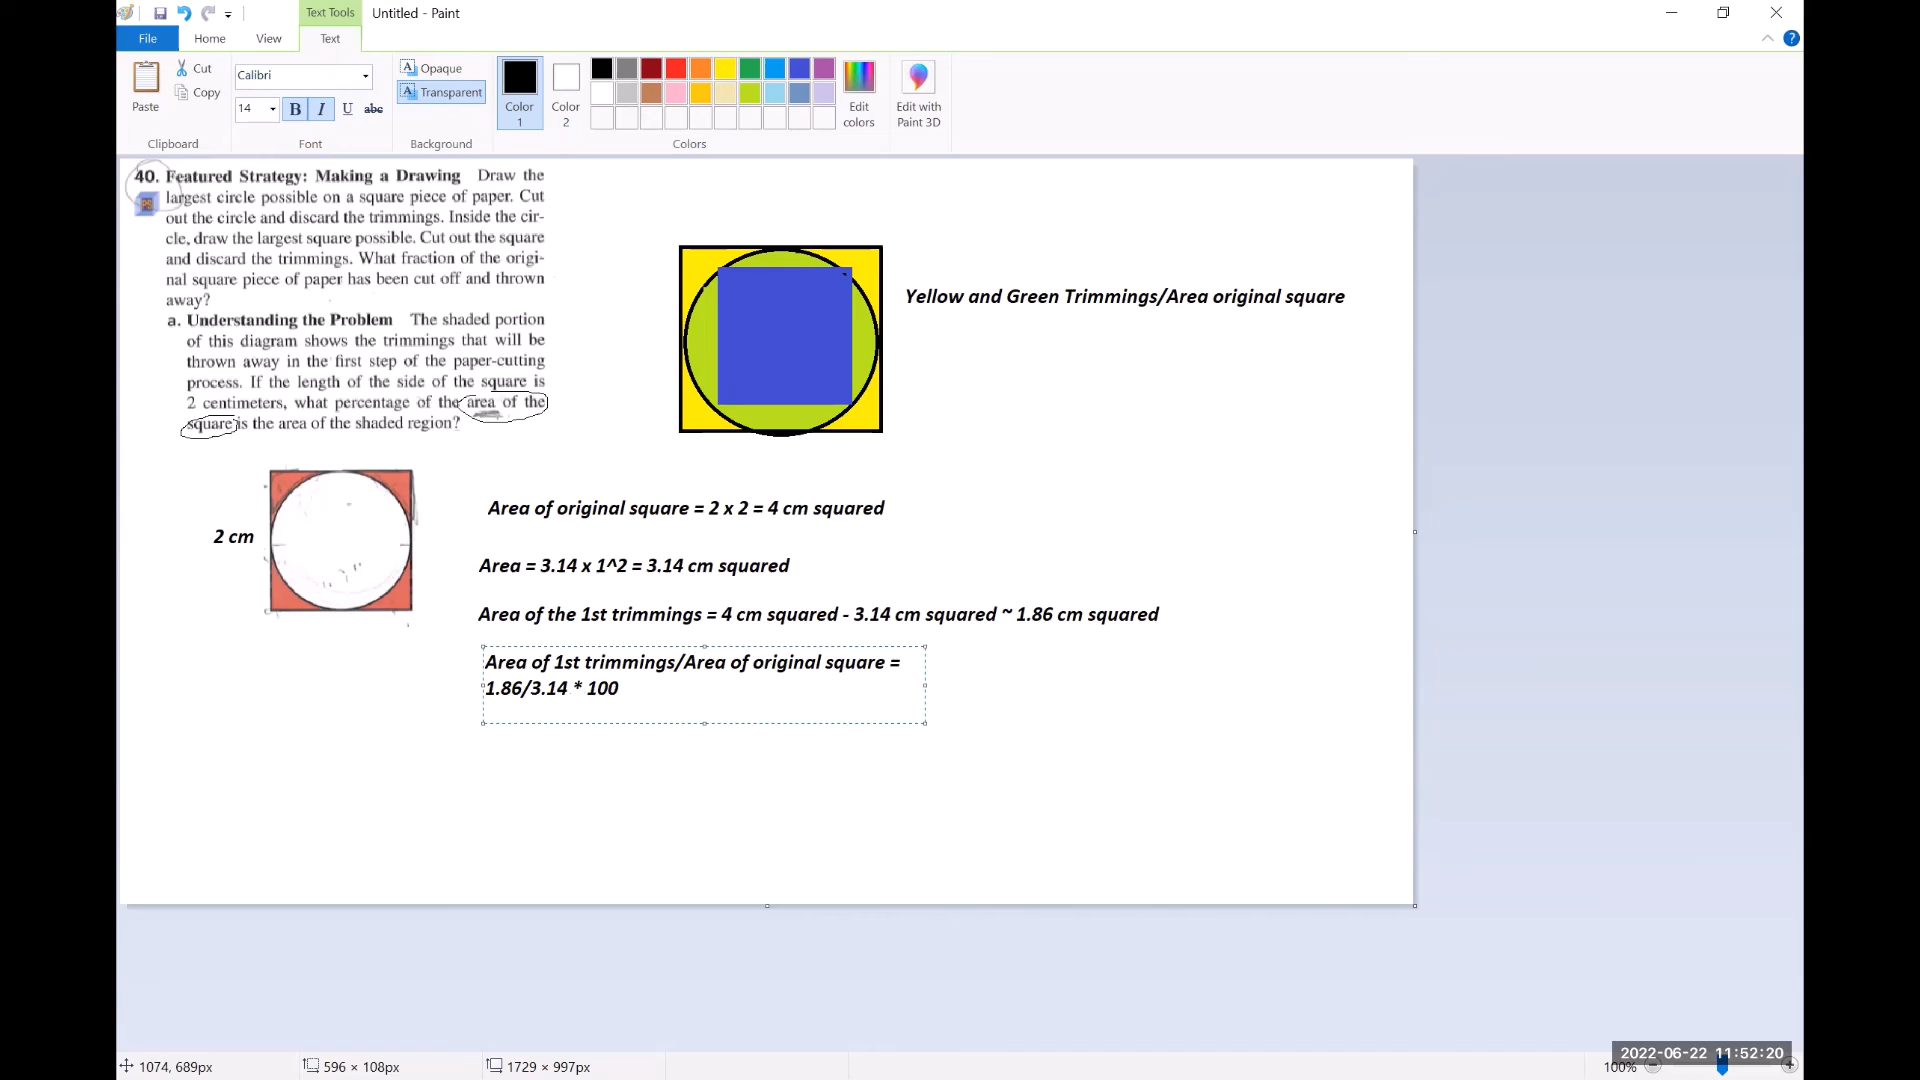 Text Tools
Untitled - Paint
File
Home
View
Text
Paste
Cut
Copy
Clipboard
Calibri
14
B I U abc
Font
Opaque
Transparent
Background
Color 1
Color 2
Colors
Edit colors
Edit with Paint 3D
40. Featured Strategy: Making a Drawing Draw the
largest circle possible on a square piece of paper. Cut
out the circle and discard the trimmings. Inside the cir-
cle, draw the largest square possible. Cut out the square
and discard the trimmings. What fraction of the origi-
nal square piece of paper has been cut off and thrown
away?
a. Understanding the Problem The shaded portion
of this diagram shows the trimmings that will be
thrown away in the first step of the paper-cutting
process. If the length of the side of the square is
2 centimeters, what percentage of the area of the
square is the area of the shaded region?
Yellow and Green Trimmings/Area original square
2 cm
Area of original square = 2 x 2 = 4 cm squared
Area = 3.14 x 1^2 = 3.14 cm squared
Area of the 1st trimmings = 4 cm squared - 3.14 cm squared ~ 1.86 cm squared
Area of 1st trimmings/Area of original square =
1.86/3.14 * 100
1074, 689px
596 × 108px
1729 × 997px
100%
2022-06-22 11:52:20